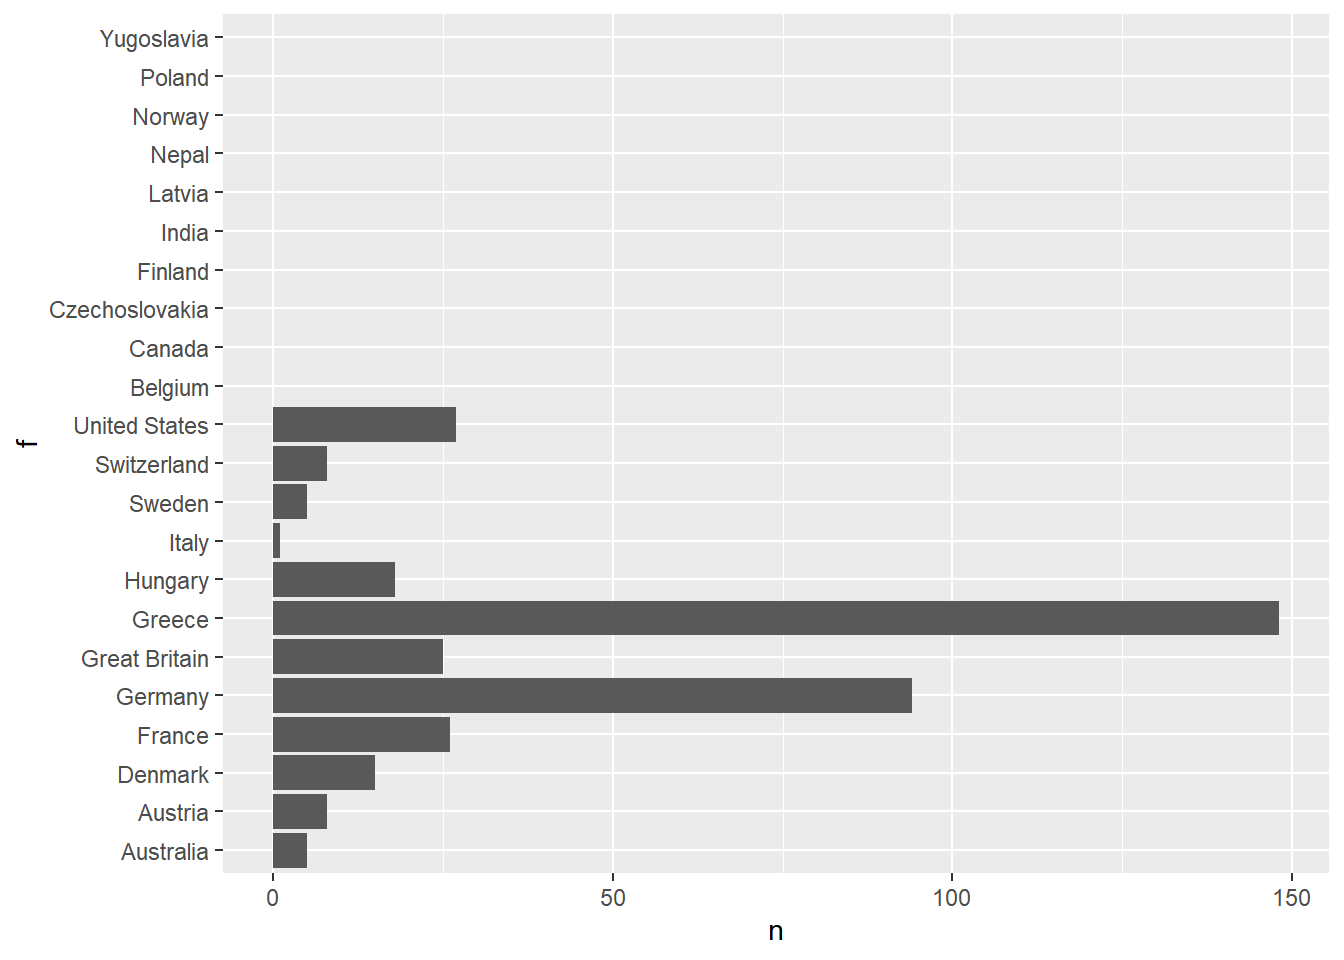 Yugoslavia
Poland
Norway
Nepal
Latvia
India
Finland
Czechoslovakia
Canada
Belgium
United States
Switzerland
Sweden
Italy
Hungary
Greece
Great Britain
Germany
France
Denmark
Austria
Australia
f
0 50 100 150
n